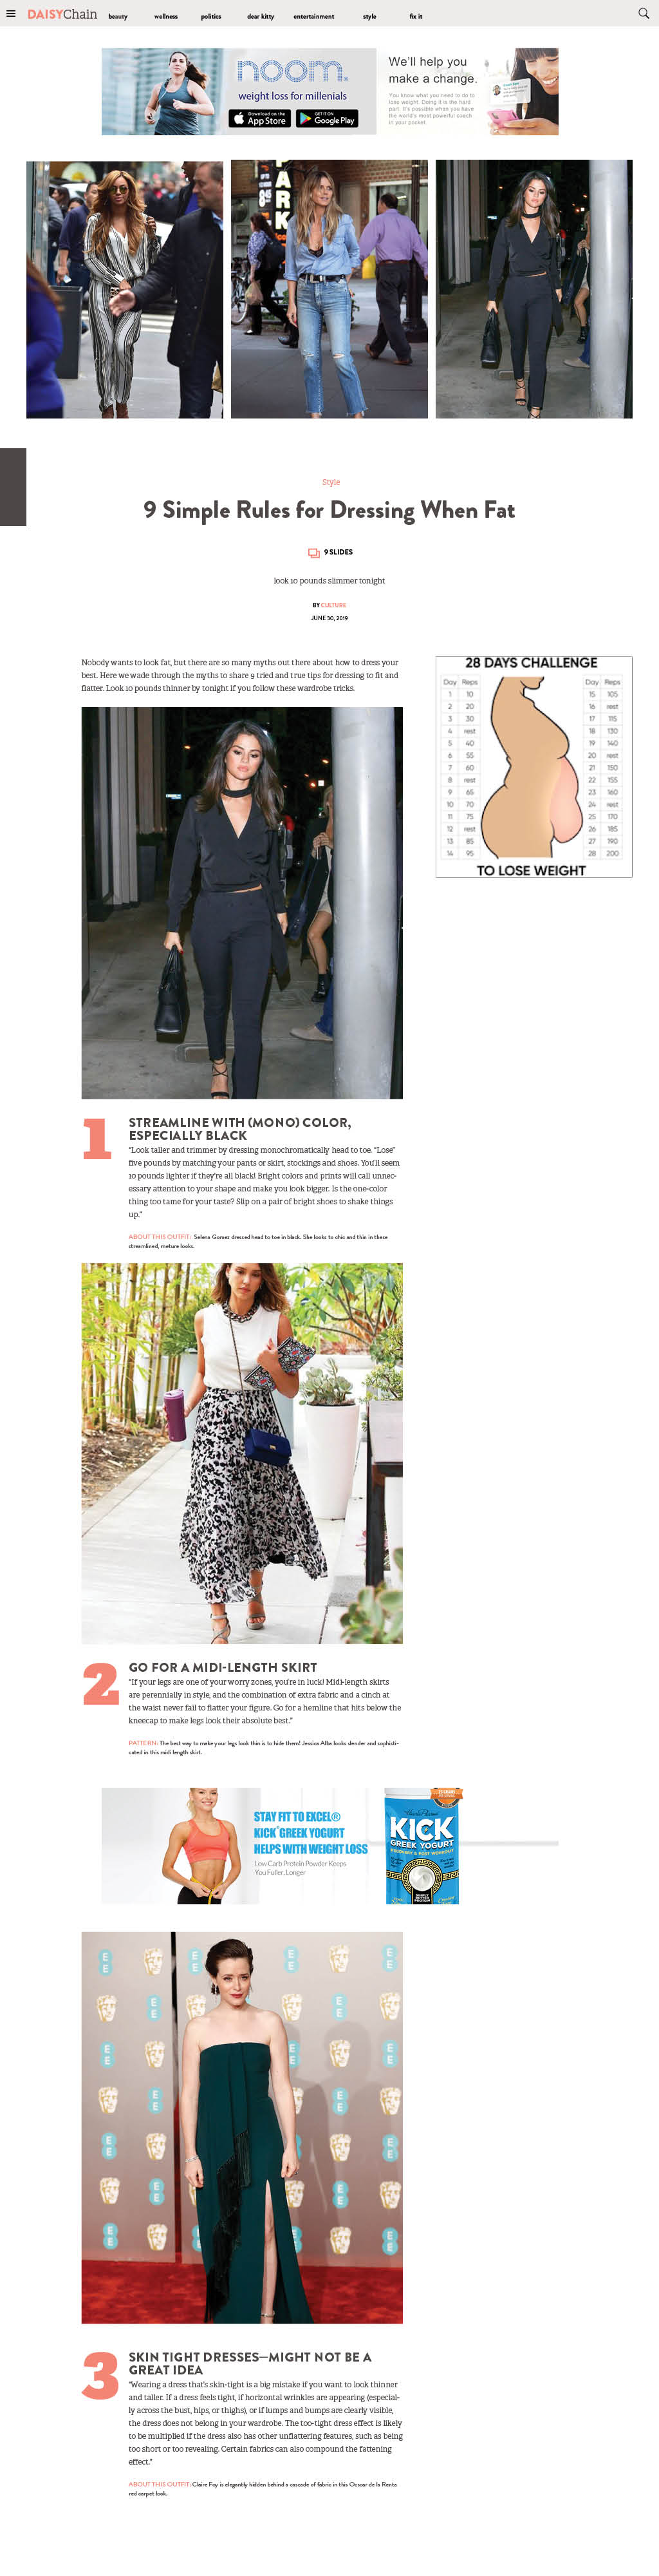 DAISYChain
beauty wellness politics dear kitty entertainment style fix it
noom.
weight loss for millenials
Download on the App Store
GET IT ON Google Play
We'll help you
make a change.
You know what you need to do to
lose weight. Doing it is the hard
part. It's possible when you have
the world's most powerful coach
in your pocket.
PARK
Style
9 Simple Rules for Dressing When Fat
9 SLIDES
look 10 pounds slimmer tonight
BY CULTURE
JUNE 30, 2019
Nobody wants to look fat, but there are so many myths out there about how to dress your
best. Here we wade through the myths to share 9 tried and true tips for dressing to fit and
flatter. Look 10 pounds thinner by tonight if you follow these wardrobe tricks.
28 DAYS CHALLENGE
Day Reps Day Reps
1 10 15 105
2 20 16 rest
3 30 17 115
4 rest 18 130
5 40 19 140
6 55 20 rest
7 60 21 150
8 rest 22 155
9 65 23 160
10 70 24 rest
11 75 25 170
12 rest 26 185
13 85 27 190
14 95 28 200
TO LOSE WEIGHT
1
STREAMLINE WITH (MONO) COLOR,
ESPECIALLY BLACK
"Look taller and trimmer by dressing monochromatically head to toe. "Lose"
five pounds by matching your pants or skirt, stockings and shoes. You'll seem
10 pounds lighter if they're all black! Bright colors and prints will call unnec-
essary attention to your shape and make you look bigger. Is the one-color
thing too tame for your taste? Slip on a pair of bright shoes to shake things
up."
ABOUT THIS OUTFIT: Selena Gomez dressed head to toe in black. She looks to chic and thin in these
streamlined, mature looks.
2
GO FOR A MIDI-LENGTH SKIRT
"If your legs are one of your worry zones, you're in luck! Midi-length skirts
are perennially in style, and the combination of extra fabric and a cinch at
the waist never fail to flatter your figure. Go for a hemline that hits below the
kneecap to make legs look their absolute best."
PATTERN: The best way to make your legs look thin is to hide them! Jessica Alba looks slender and sophisti-
cated in this midi length skirt.
STAY FIT TO EXCEL®
KICK® GREEK YOGURT
HELPS WITH WEIGHT LOSS
Low Carb Protein Powder Keeps
You Fuller, Longer
KICK
GREEK YOGURT
3
SKIN TIGHT DRESSES—MIGHT NOT BE A
GREAT IDEA
"Wearing a dress that's skin-tight is a big mistake if you want to look thinner
and taller. If a dress feels tight, if horizontal wrinkles are appearing (especial-
ly across the bust, hips, or thighs), or if lumps and bumps are clearly visible,
the dress does not belong in your wardrobe. The too-tight dress effect is likely
to be multiplied if the dress also has other unflattering features, such as being
too short or too revealing. Certain fabrics can also compound the fattening
effect."
ABOUT THIS OUTFIT: Claire Foy is elegantly hidden behind a cascade of fabric in this Ocscar de la Renta
red carpet look.